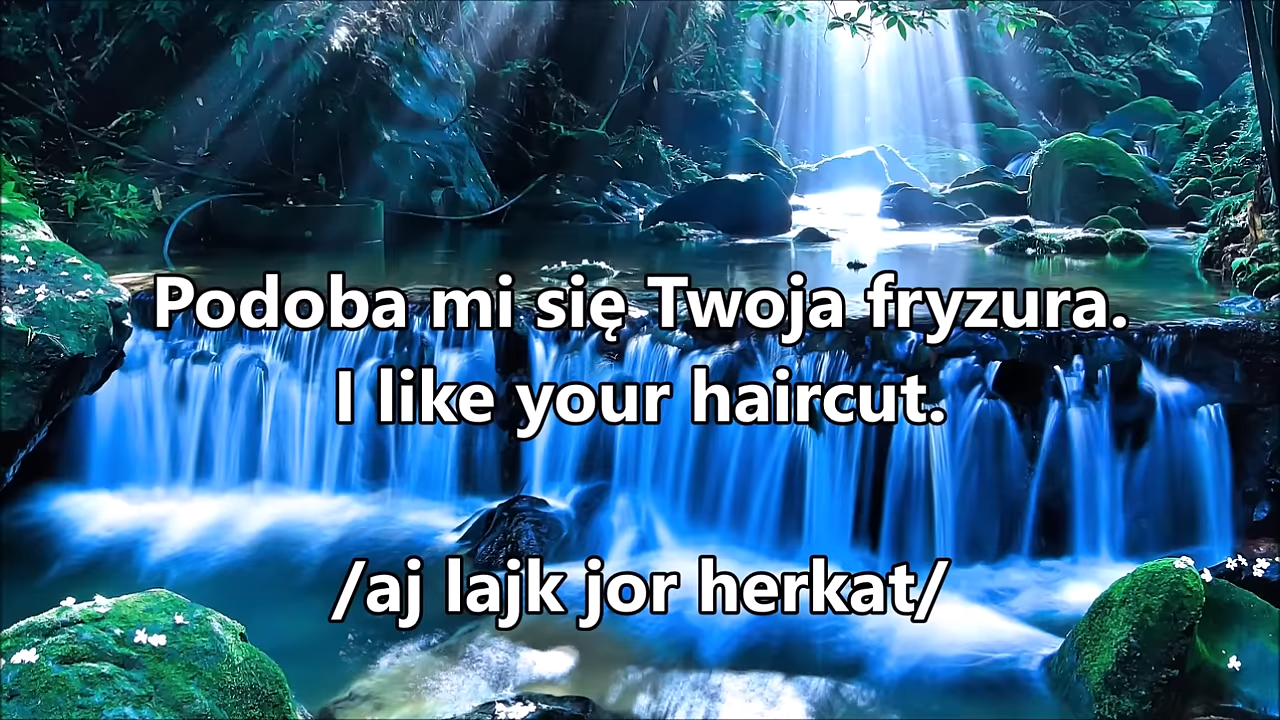 Podoba mi się Twoja fryzura.
I like your haircut.
/aj lajk jor herkat/